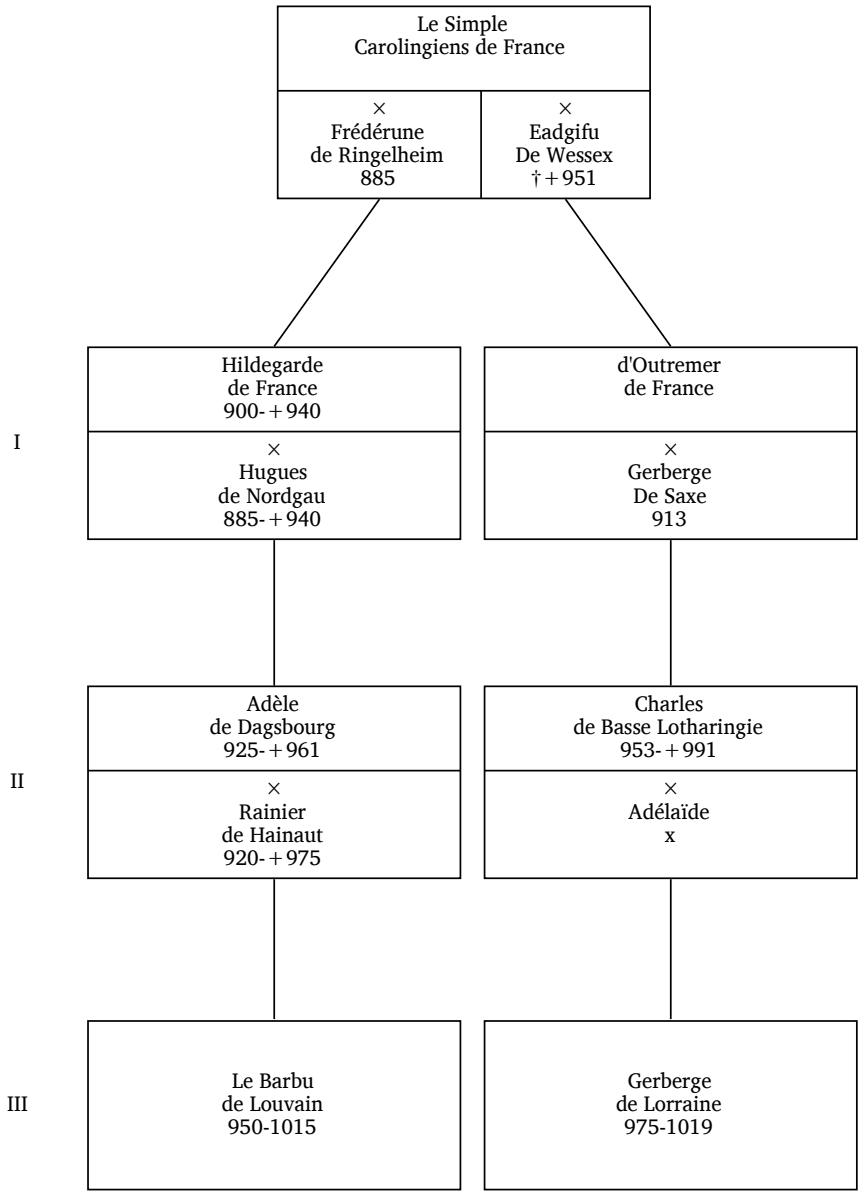 Le Simple
Carolingiens de France
×
Frédérune
de Ringelheim
885
×
Eadgifu
De Wessex
†+951
I
Hildegarde
de France
900-+940
×
Hugues
de Nordgau
885-+940
d'Outremer
de France
×
Gerberge
De Saxe
913
II
Adèle
de Dagsbourg
925-+961
×
Rainier
de Hainaut
920-+975
Charles
de Basse Lotharingie
953-+991
×
Adélaïde
x
III
Le Barbu
de Louvain
950-1015
Gerberge
de Lorraine
975-1019